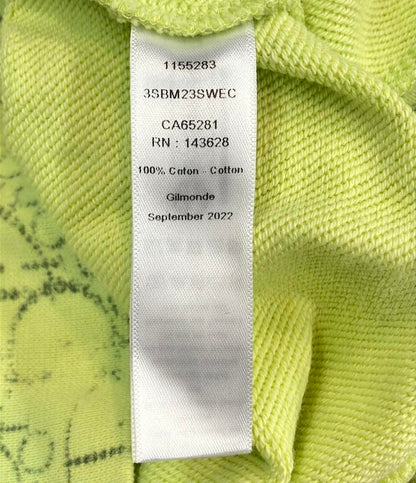 1155283
3SBM23SWEC
CA65281
RN : 143628
100% Coton - Cotton
Gilmonde
September 2022